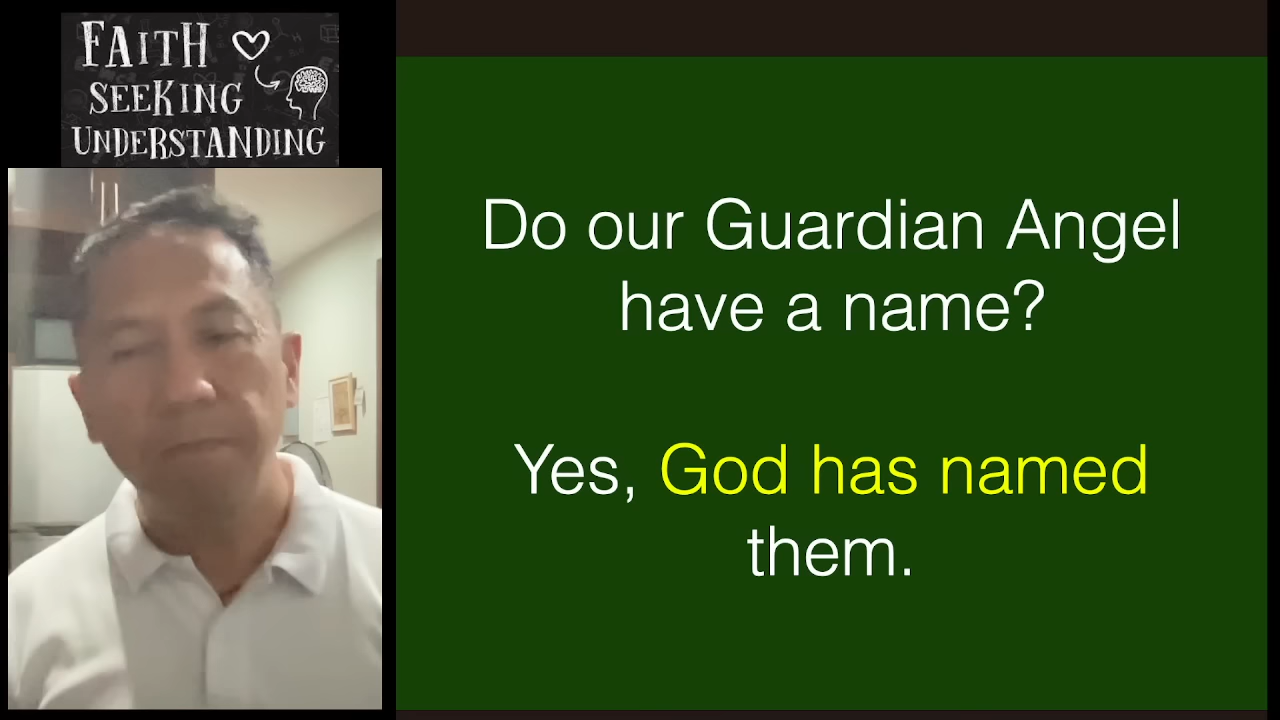 FAITH
SEEKING
UNDERSTANDING
Do our Guardian Angel
have a name?
Yes, God has named
them.